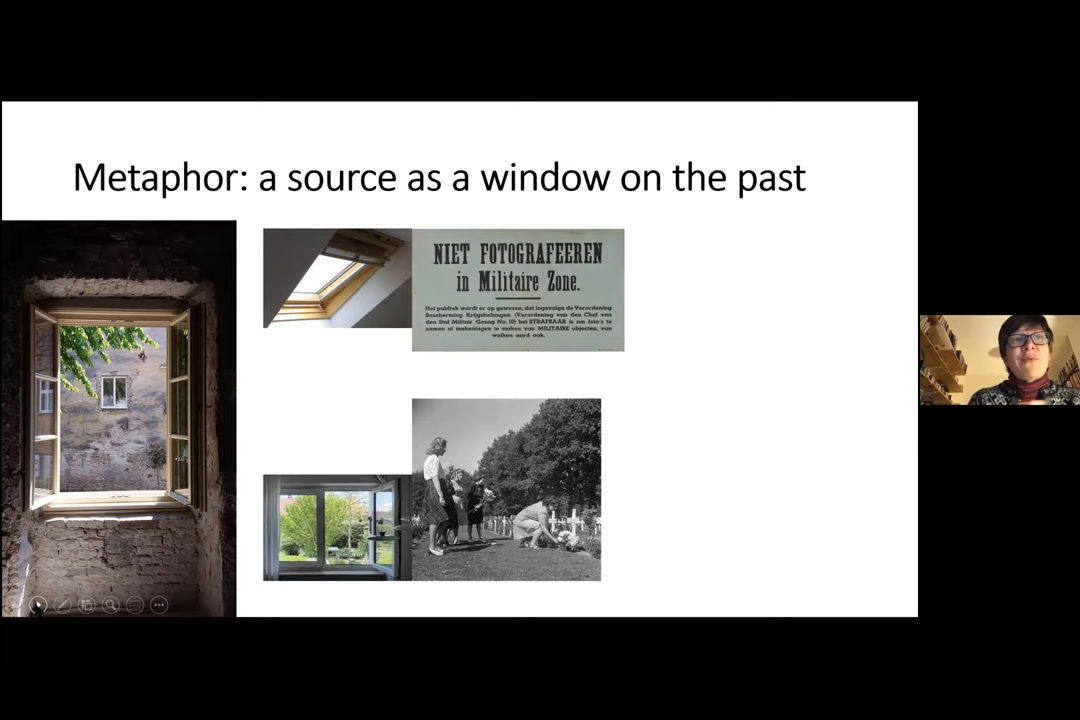 Metaphor: a source as a window on the past
NIET FOTOGRAFEEREN
in Militaire Zone.
Het publiek wordt er op gewezen, dat ingevolge de Verordening
Bescherming Krijgsbelangen (Verordening van den Chef van
den Staf Militair Gezag No. 10) het STRAFBAAR is om foto's te
nemen of teekeningen te maken van MILITAIRE objecten, van
welken aard ook.